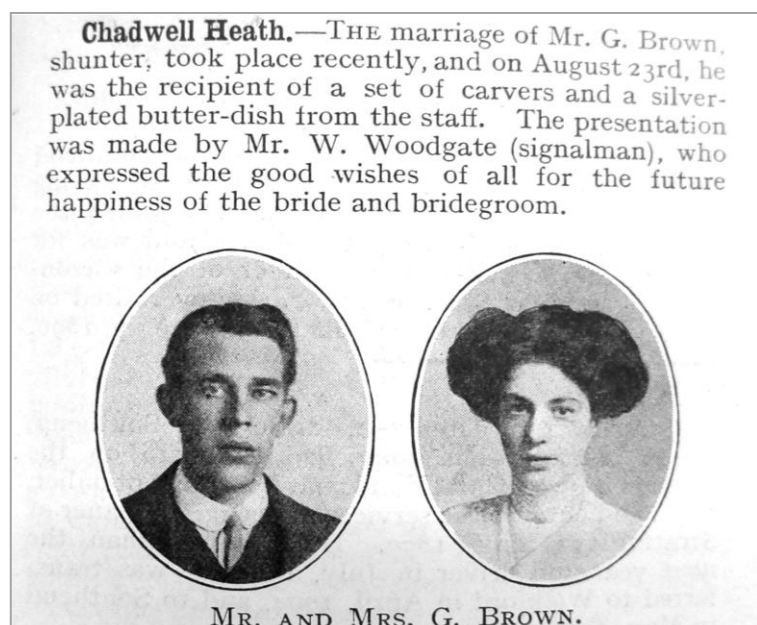 Chadwell Heath.—THE marriage of Mr. G. Brown,
shunter, took place recently, and on August 23rd, he
was the recipient of a set of carvers and a silver-
plated butter-dish from the staff. The presentation
was made by Mr. W. Woodgate (signalman), who
expressed the good wishes of all for the future
happiness of the bride and bridegroom.
MR. AND MRS. G. BROWN.